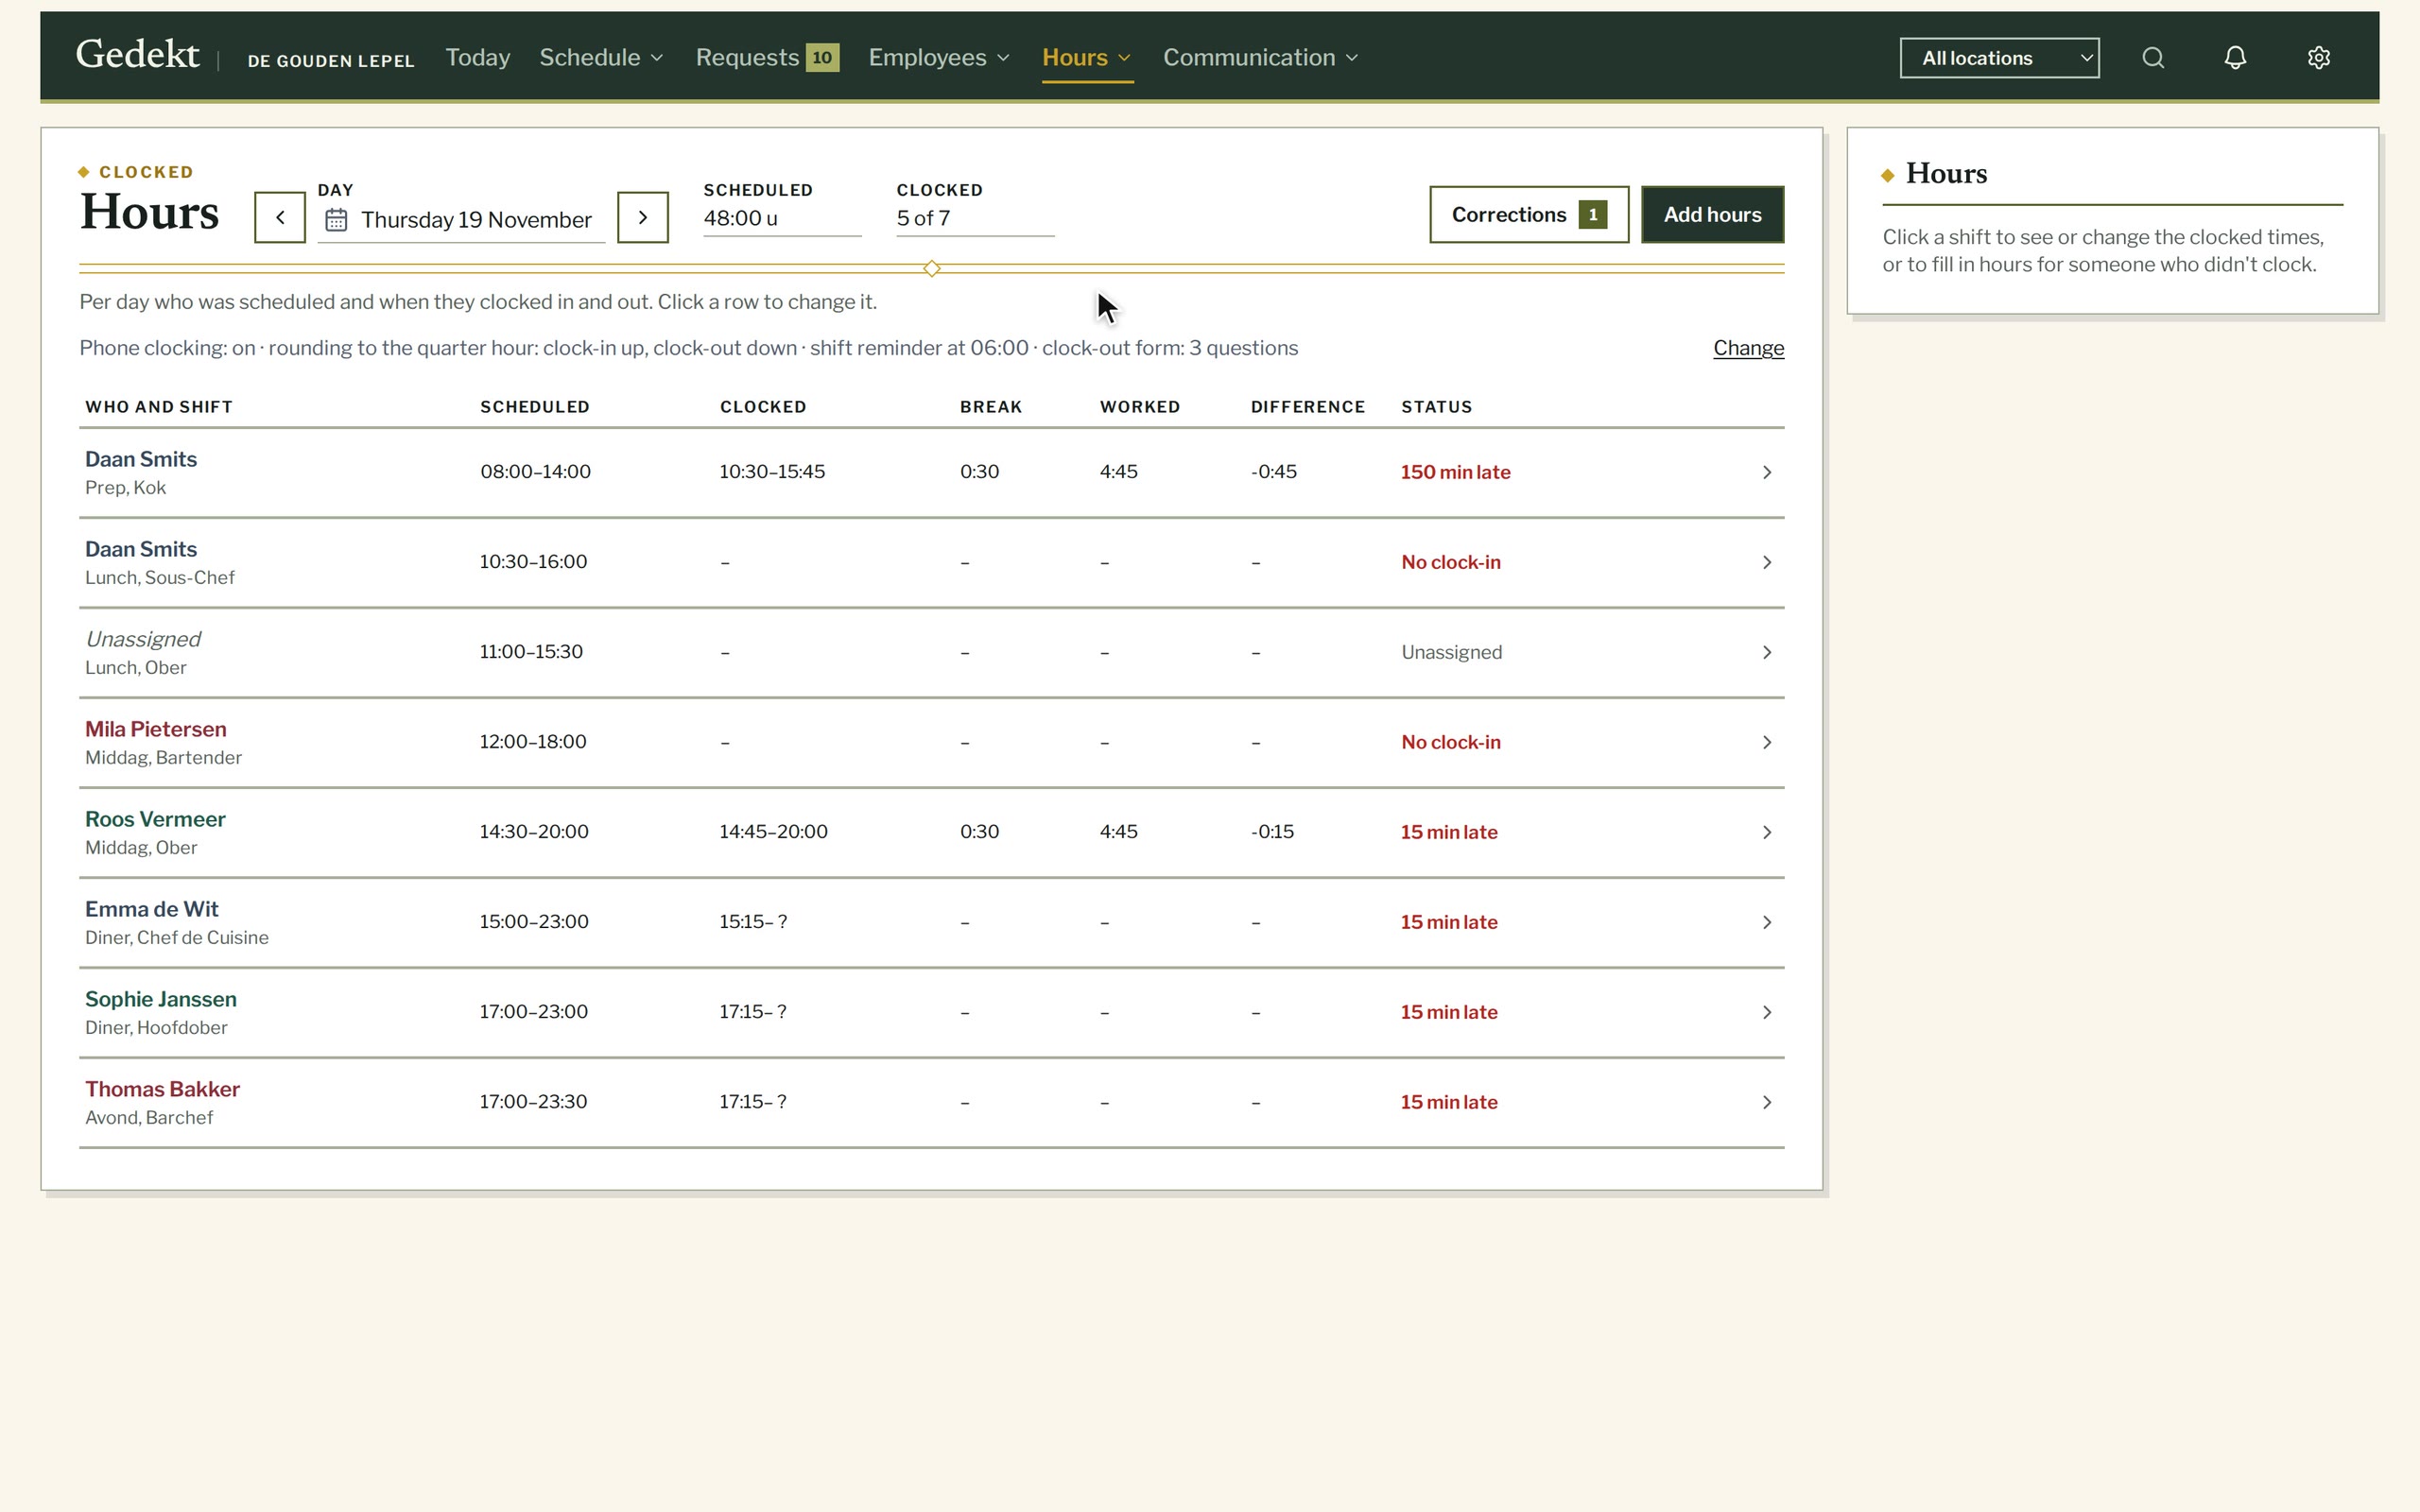 Gedekt | DE GOUDEN LEPEL Today Schedule Requests 10 Employees Hours Communication All locations
CLOCKED
Hours
DAY
Thursday 19 November
SCHEDULED
48:00 u
CLOCKED
5 of 7
Corrections 1
Add hours
Per day who was scheduled and when they clocked in and out. Click a row to change it.
Phone clocking: on · rounding to the quarter hour: clock-in up, clock-out down · shift reminder at 06:00 · clock-out form: 3 questions Change
WHO AND SHIFT SCHEDULED CLOCKED BREAK WORKED DIFFERENCE STATUS
Daan Smits
Prep, Kok
08:00–14:00 10:30–15:45 0:30 4:45 -0:45 150 min late
Daan Smits
Lunch, Sous-Chef
10:30–16:00 – – – – No clock-in
Unassigned
Lunch, Ober
11:00–15:30 – – – – Unassigned
Mila Pietersen
Middag, Bartender
12:00–18:00 – – – – No clock-in
Roos Vermeer
Middag, Ober
14:30–20:00 14:45–20:00 0:30 4:45 -0:15 15 min late
Emma de Wit
Diner, Chef de Cuisine
15:00–23:00 15:15– ? – – – 15 min late
Sophie Janssen
Diner, Hoofdober
17:00–23:00 17:15– ? – – – 15 min late
Thomas Bakker
Avond, Barchef
17:00–23:30 17:15– ? – – – 15 min late
Hours
Click a shift to see or change the clocked times,
or to fill in hours for someone who didn't clock.